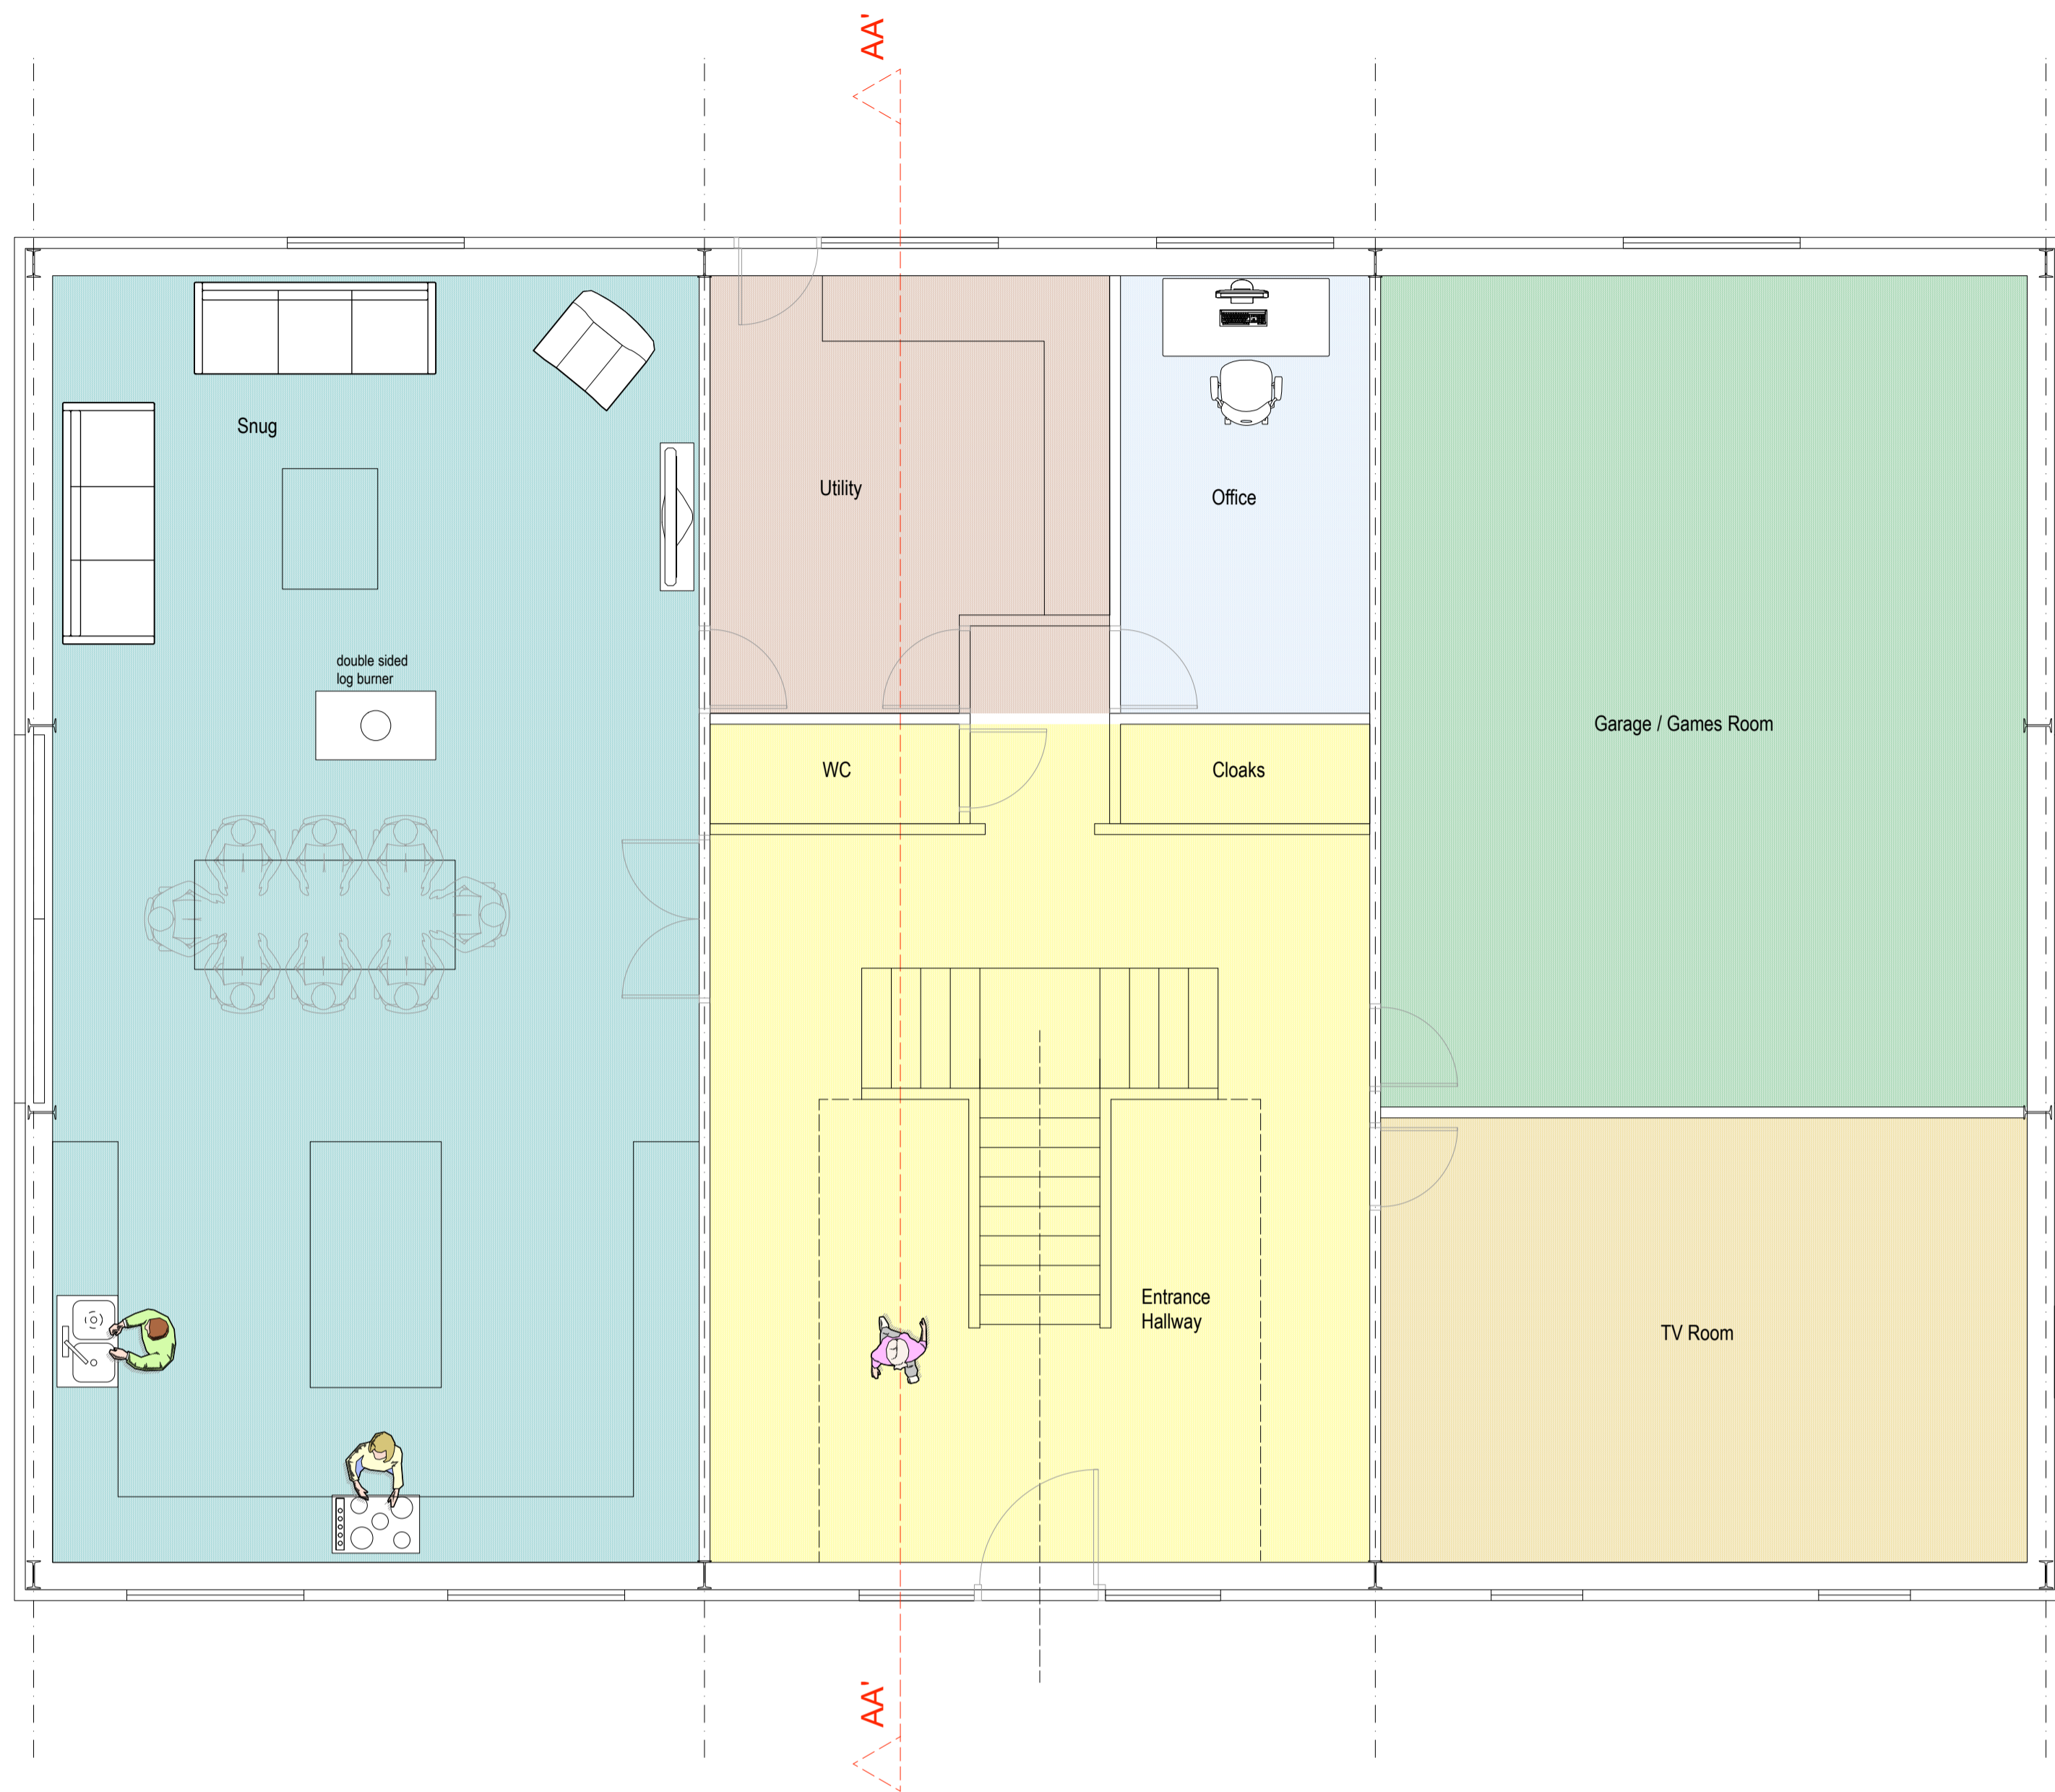 AA'
Snug
Utility
Office
double sided
log burner
Garage / Games Room
WC
Cloaks
Entrance
Hallway
TV Room
AA'